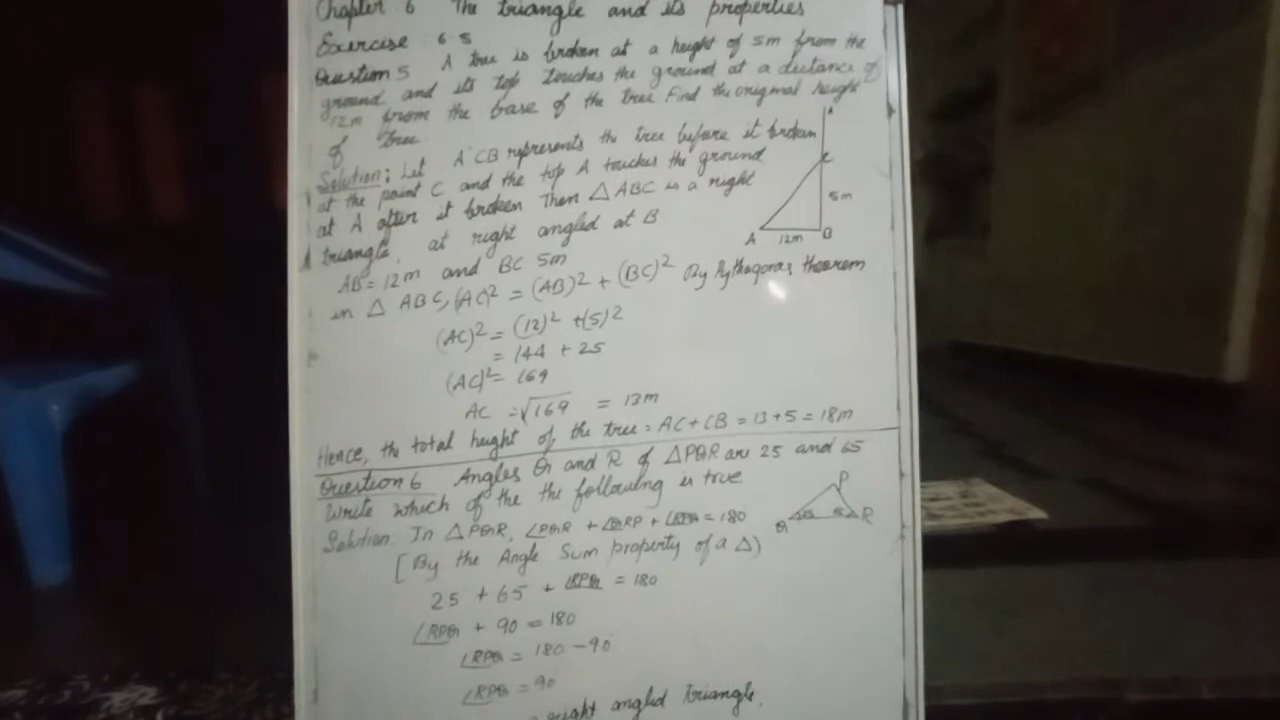 Chapter 6 The triangle and its properties
Exercise 6.5
Question 5 A tree is broken at a height of 5m from the
ground and its top touches the ground at a distance of
12m from the base of the tree Find the original height
of tree.
Solution: Let A'CB represents the tree before it broken
at the point C and the top A touches the ground
at A after it broken Then △ABC is a right
triangle, at right angled at B
AB = 12m and BC 5m
in △ ABC, (AC)² = (AB)² + (BC)² By Pythagoras theorem
(AC)² = (12)² + (5)²
= 144 + 25
(AC)² = 169
AC = √169 = 13m
Hence, the total height of the tree = AC + CB = 13+5 = 18m
A'
C
5m
A 12m B
Question 6 Angles Q and R of △PQR are 25 and 65
Write which of the the following is true
Solution. In △PQR, ∠PQR + ∠QRP + ∠RPQ = 180
[By the Angle Sum property of a △)
25 + 65 + ∠RPQ = 180
∠RPQ + 90 = 180
∠RPQ = 180 - 90
∠RPQ = 90
right angled triangle.
P
Q R